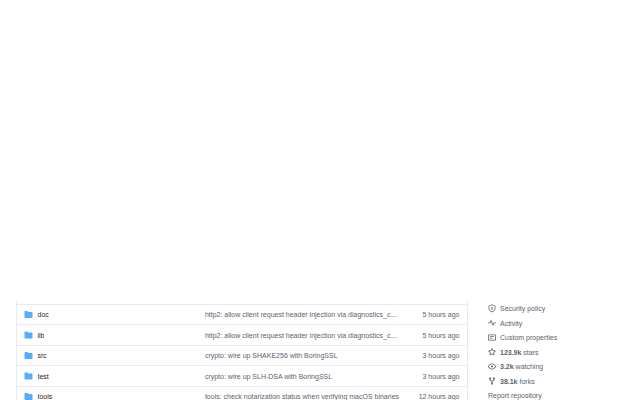 doc http2: allow client request header injection via diagnostics_c... 5 hours ago
lib http2: allow client request header injection via diagnostics_c... 5 hours ago
src crypto: wire up SHAKE256 with BoringSSL 3 hours ago
test crypto: wire up SLH-DSA with BoringSSL 3 hours ago
tools tools: check notarization status when verifying macOS binaries 12 hours ago
Security policy
Activity
Custom properties
123.9k stars
3.2k watching
38.1k forks
Report repository